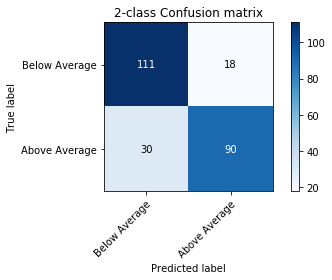 2-class Confusion matrix
True label
Below Average
111
18
Above Average
30
90
Below Average
Above Average
Predicted label
100
80
60
40
20